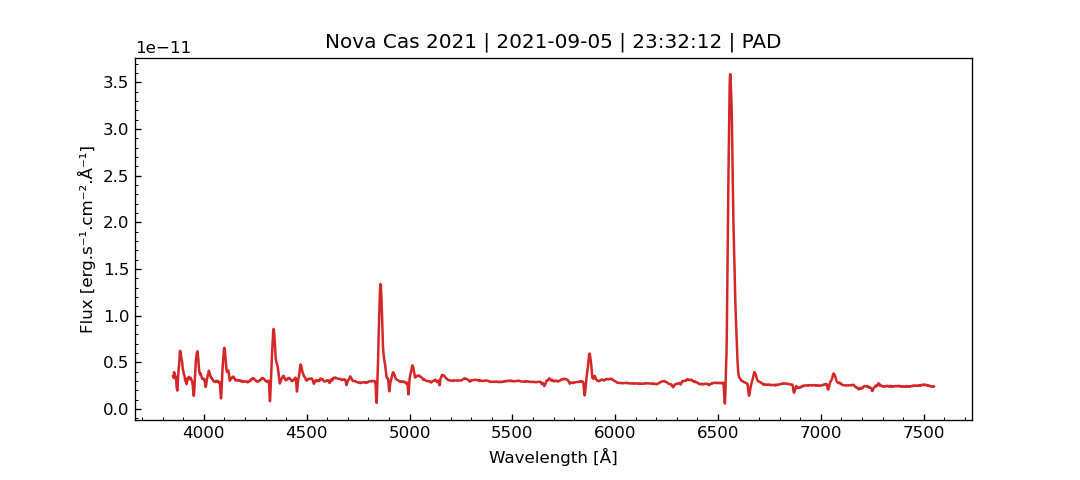 Nova Cas 2021 | 2021-09-05 | 23:32:12 | PAD
1e−11
3.5
3.0
2.5
2.0
1.5
1.0
0.5
0.0
Flux [erg.s⁻¹.cm⁻².Å⁻¹]
4000 4500 5000 5500 6000 6500 7000 7500
Wavelength [Å]